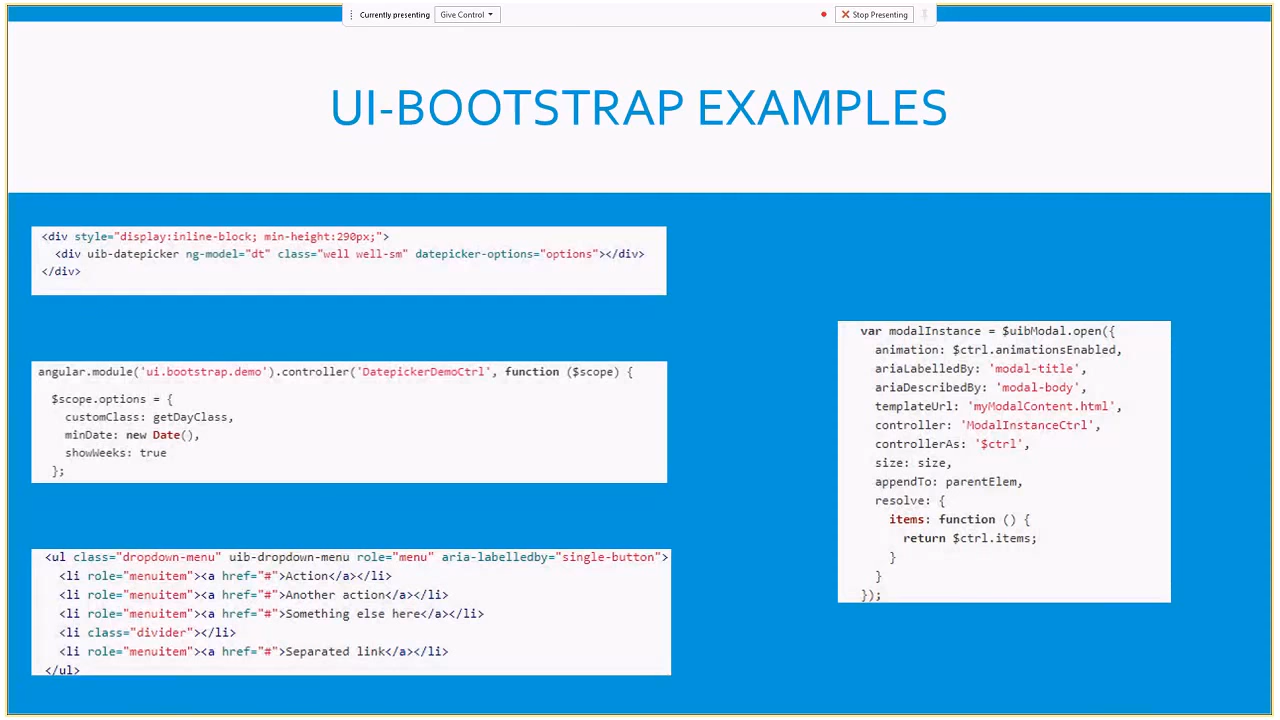 Currently presenting Give Control Stop Presenting
UI-BOOTSTRAP EXAMPLES
<div style="display:inline-block; min-height:290px;">
  <div uib-datepicker ng-model="dt" class="well well-sm" datepicker-options="options"></div>
</div>
angular.module('ui.bootstrap.demo').controller('DatepickerDemoCtrl', function ($scope) {
  $scope.options = {
    customClass: getDayClass,
    minDate: new Date(),
    showWeeks: true
  };
<ul class="dropdown-menu" uib-dropdown-menu role="menu" aria-labelledby="single-button">
  <li role="menuitem"><a href="#">Action</a></li>
  <li role="menuitem"><a href="#">Another action</a></li>
  <li role="menuitem"><a href="#">Something else here</a></li>
  <li class="divider"></li>
  <li role="menuitem"><a href="#">Separated link</a></li>
</ul>
var modalInstance = $uibModal.open({
  animation: $ctrl.animationsEnabled,
  ariaLabelledBy: 'modal-title',
  ariaDescribedBy: 'modal-body',
  templateUrl: 'myModalContent.html',
  controller: 'ModalInstanceCtrl',
  controllerAs: '$ctrl',
  size: size,
  appendTo: parentElem,
  resolve: {
    items: function () {
      return $ctrl.items;
    }
  }
});